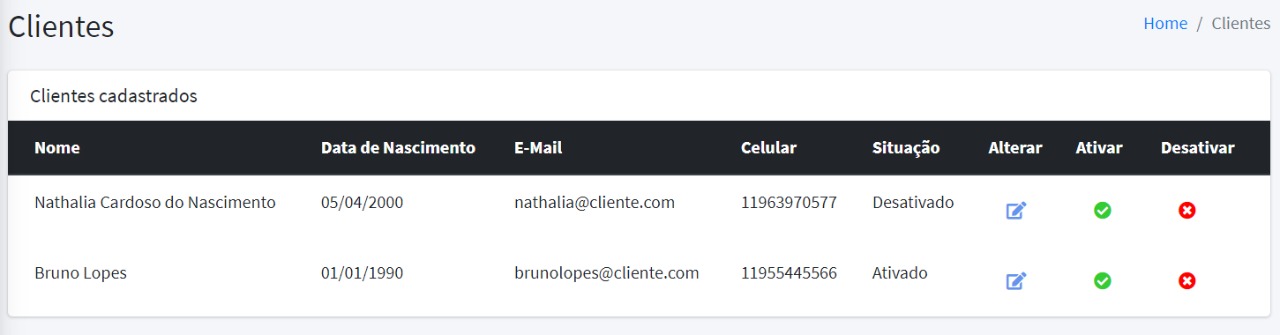 Clientes
Home / Clientes
Clientes cadastrados
Nome Data de Nascimento E-Mail Celular Situação Alterar Ativar Desativar
Nathalia Cardoso do Nascimento 05/04/2000 nathalia@cliente.com 11963970577 Desativado
Bruno Lopes 01/01/1990 brunolopes@cliente.com 11955445566 Ativado